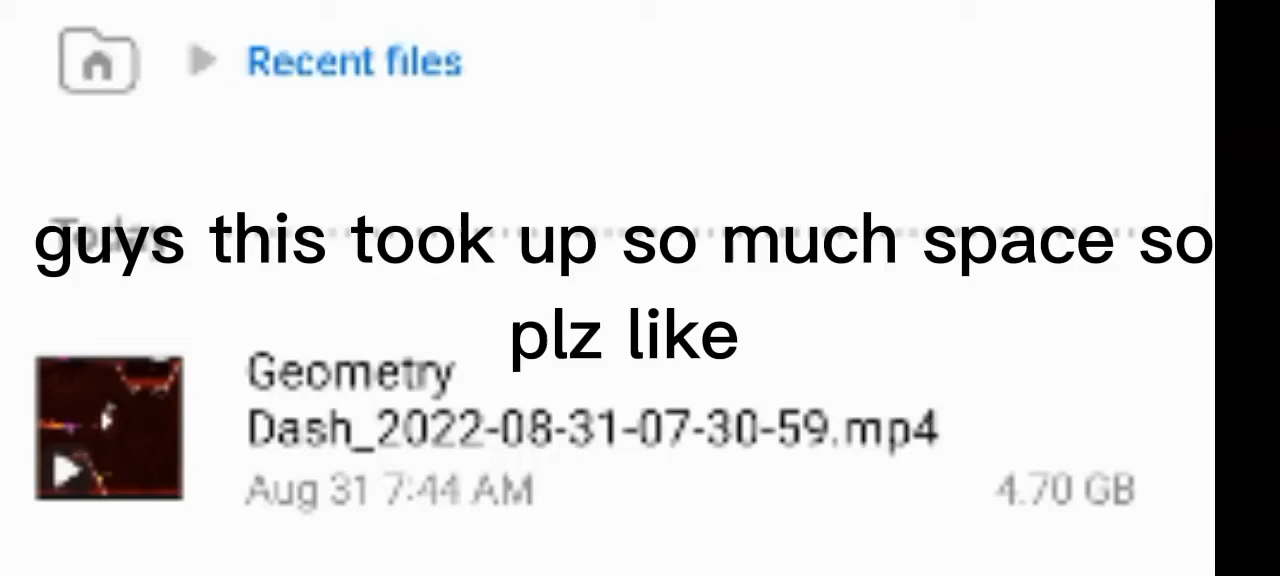 Recent files
Today
guys this took up so much space so
plz like
Geometry
Dash_2022-08-31-07-30-59.mp4
Aug 31 7:44 AM
4.70 GB